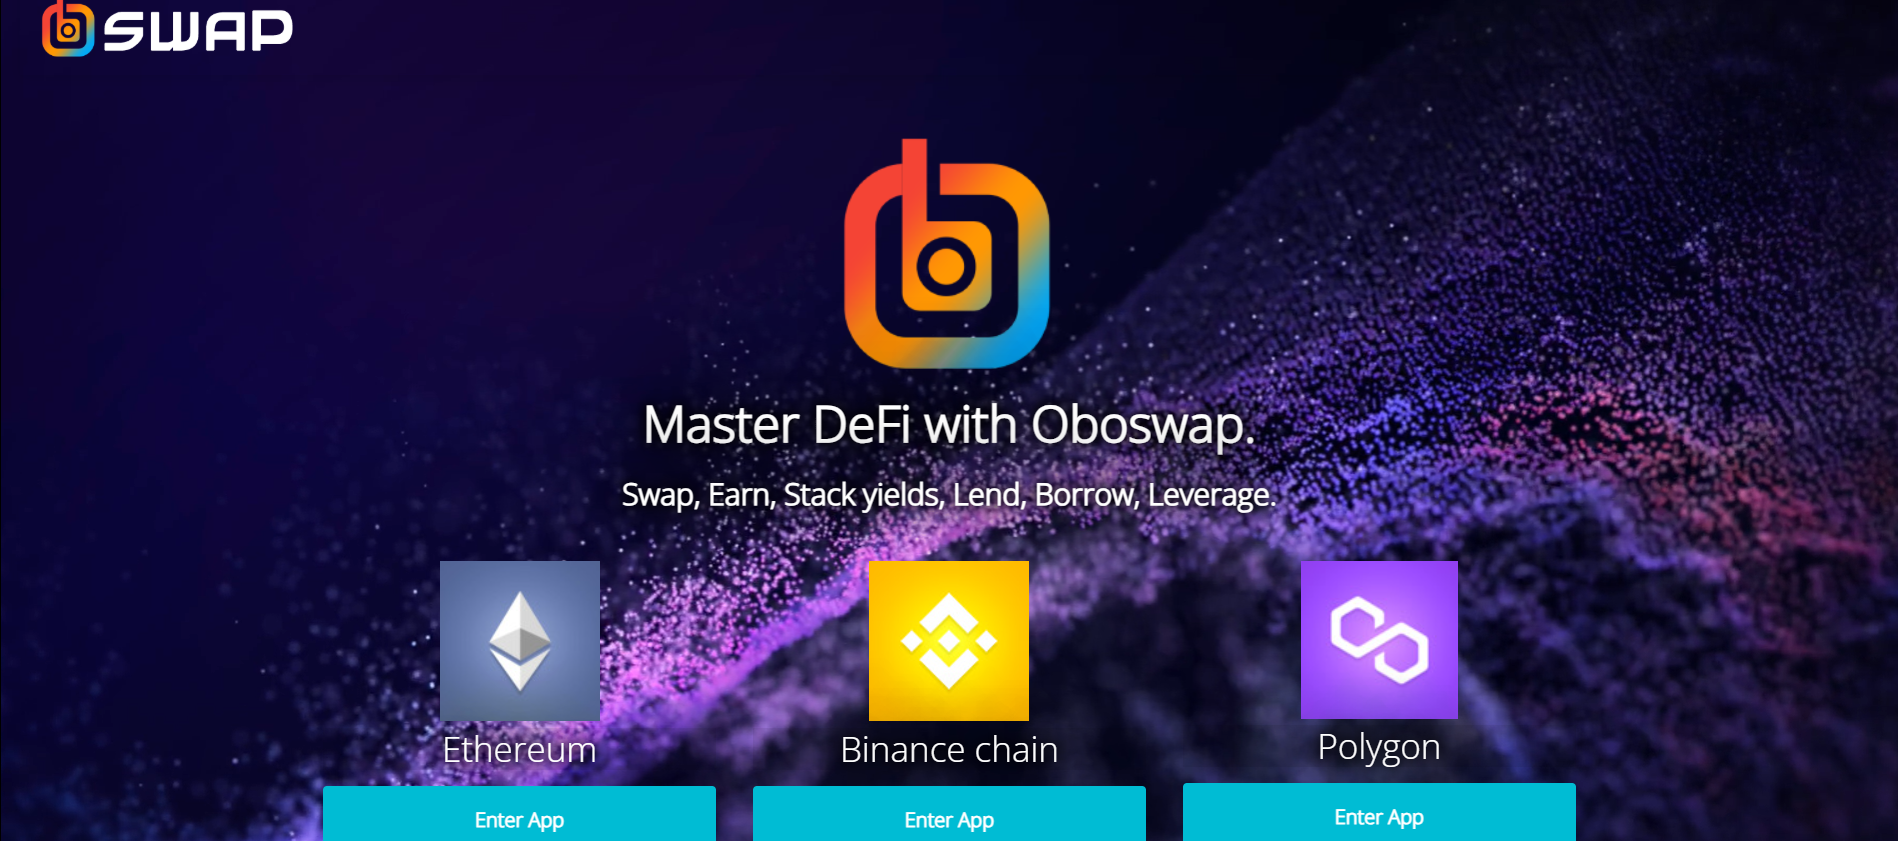 SWAP
Master DeFi with Oboswap.
Swap, Earn, Stack yields, Lend, Borrow, Leverage.
Ethereum
Binance chain
Polygon
Enter App
Enter App
Enter App